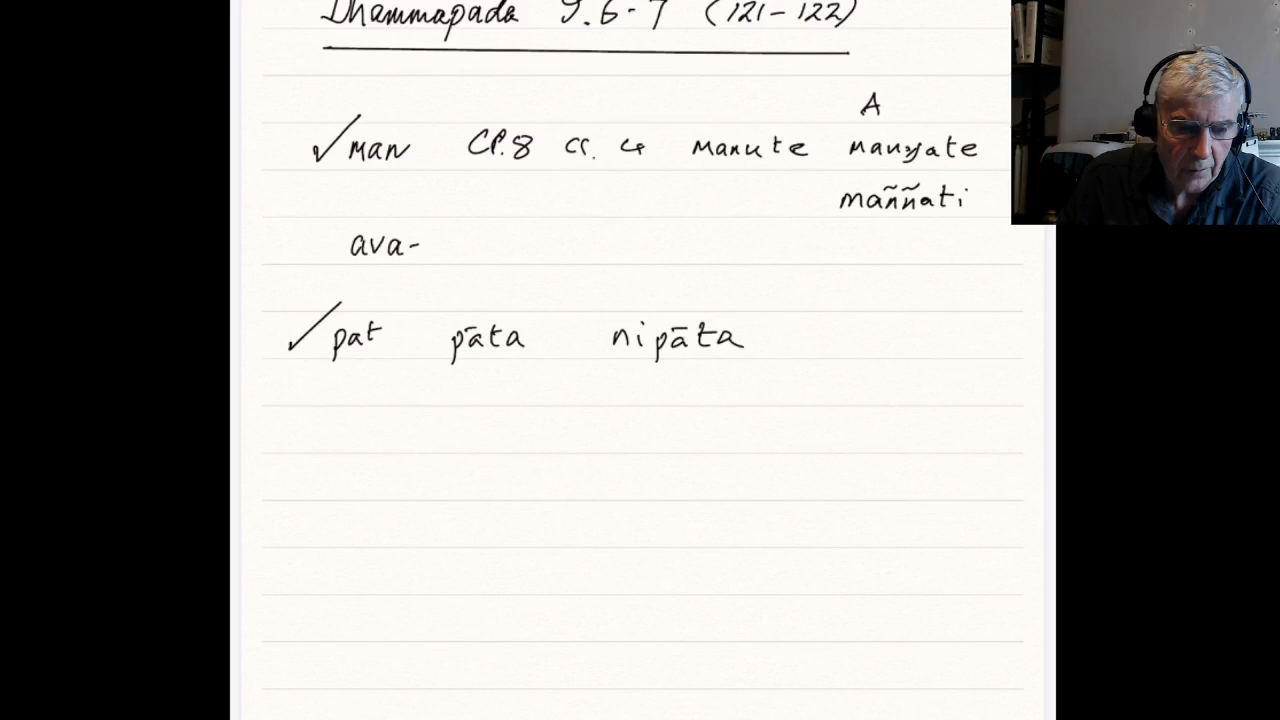 Dhammapada 9.6-7 (121-122)
A
√man Cl.8 Cl. 4 manute manyate
maññati
ava-
√pat pāta nipāta